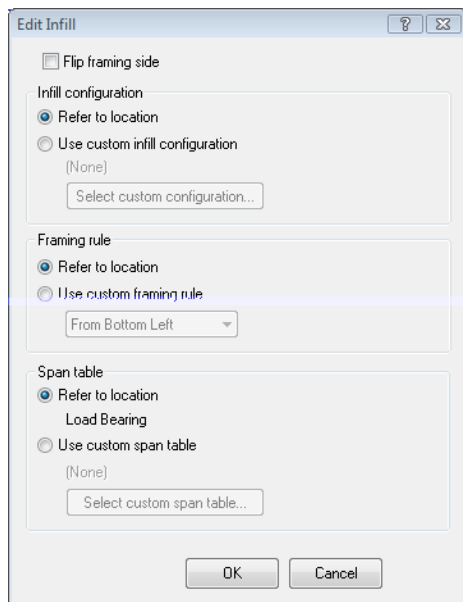 Edit Infill
Flip framing side
Infill configuration
Refer to location
Use custom infill configuration
(None)
Select custom configuration...
Framing rule
Refer to location
Use custom framing rule
From Bottom Left
Span table
Refer to location
Load Bearing
Use custom span table
(None)
Select custom span table...
OK Cancel